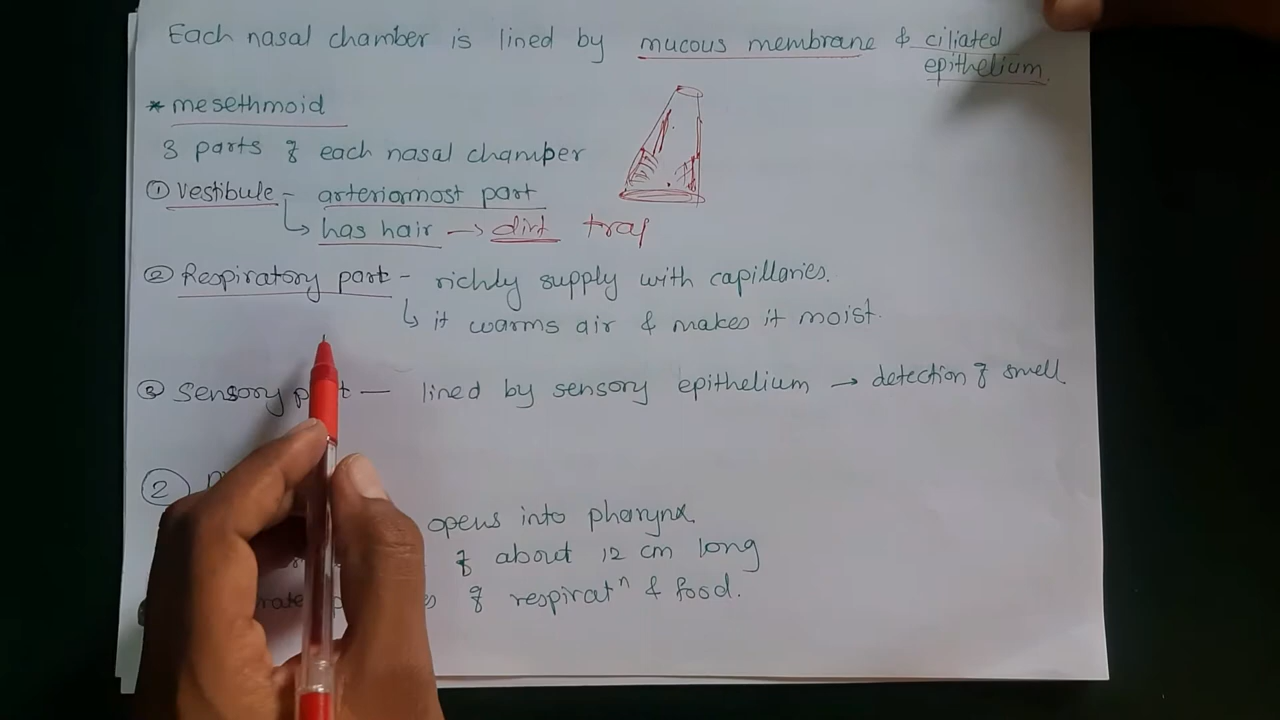 Each nasal chamber is lined by mucous membrane & ciliated
epithelium.
* mesethmoid
3 parts of each nasal chamber
① Vestibule - arteriormost part
↳ has hair → dirt trap
② Respiratory part - richly supply with capillaries.
↳ it warms air & makes it moist.
③ Sensory part — lined by sensory epithelium → detection of smell
②
opens into pharynx
of about 12 cm long
of respiratⁿ & food.